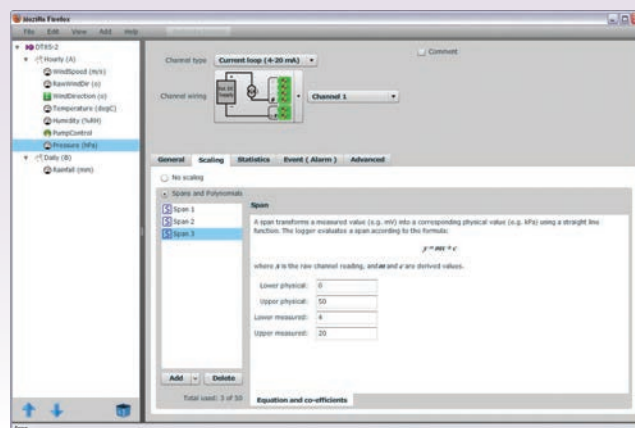 Mozilla Firefox
File Edit View Add Help
DT85-2
Hourly (A)
WindSpeed (m/s)
RawWindDir (o)
WindDirection (o)
Temperature (degC)
Humidity (%RH)
PumpControl
Pressure (hPa)
Daily (B)
Rainfall (mm)
Channel type Current loop (4-20 mA)
Comment
Channel wiring
Channel 1
General Scaling Statistics Event ( Alarm ) Advanced
No scaling
Spans and Polynomials
Span 1
Span 2
Span 3
Add Delete
Total used: 3 of 50
Span
A span transforms a measured value (e.g. mV) into a corresponding physical value (e.g. kPa) using a straight line
function. The logger evaluates a span according to the formula:
y = mx + c
where x is the raw channel reading, and m and c are derived values.
Lower physical: 0
Upper physical: 50
Lower measured: 4
Upper measured: 20
Equation and co-efficients